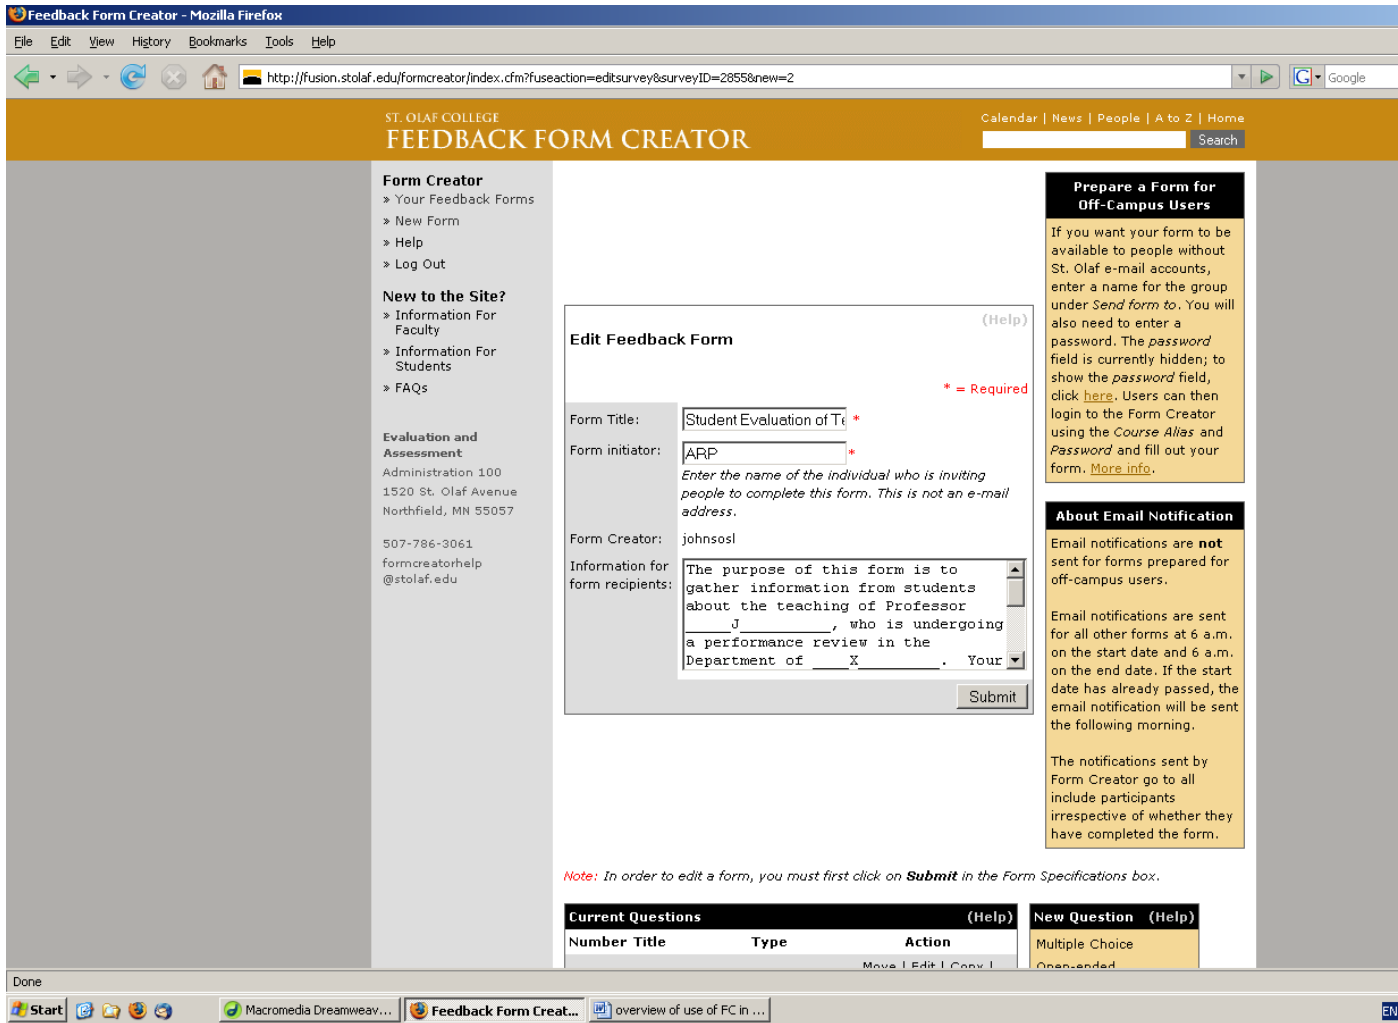 Feedback Form Creator - Mozilla Firefox
File Edit View History Bookmarks Tools Help
http://fusion.stolaf.edu/formcreator/index.cfm?fuseaction=editsurvey&surveyID=2855&new=2
G Google
ST. OLAF COLLEGE
FEEDBACK FORM CREATOR
Calendar | News | People | A to Z | Home
Search
Form Creator
» Your Feedback Forms
» New Form
» Help
» Log Out
New to the Site?
» Information For
Faculty
» Information For
Students
» FAQs
Evaluation and
Assessment
Administration 100
1520 St. Olaf Avenue
Northfield, MN 55057
507-786-3061
formcreatorhelp
@stolaf.edu
(Help)
Edit Feedback Form
* = Required
Form Title: Student Evaluation of Te *
Form initiator: ARP *
Enter the name of the individual who is inviting
people to complete this form. This is not an e-mail
address.
Form Creator: johnsosl
Information for
form recipients:
The purpose of this form is to
gather information from students
about the teaching of Professor
_____J__________, who is undergoing
a performance review in the
Department of ____X_________. Your
Submit
Prepare a Form for
Off-Campus Users
If you want your form to be
available to people without
St. Olaf e-mail accounts,
enter a name for the group
under Send form to. You will
also need to enter a
password. The password
field is currently hidden; to
show the password field,
click here. Users can then
login to the Form Creator
using the Course Alias and
Password and fill out your
form. More info.
About Email Notification
Email notifications are not
sent for forms prepared for
off-campus users.
Email notifications are sent
for all other forms at 6 a.m.
on the start date and 6 a.m.
on the end date. If the start
date has already passed, the
email notification will be sent
the following morning.
The notifications sent by
Form Creator go to all
include participants
irrespective of whether they
have completed the form.
Note: In order to edit a form, you must first click on Submit in the Form Specifications box.
Current Questions (Help)
Number Title Type Action
Move | Edit | Copy |
New Question (Help)
Multiple Choice
Open-ended
Done
Start
Macromedia Dreamweav...
Feedback Form Creat...
overview of use of FC in ...
EN